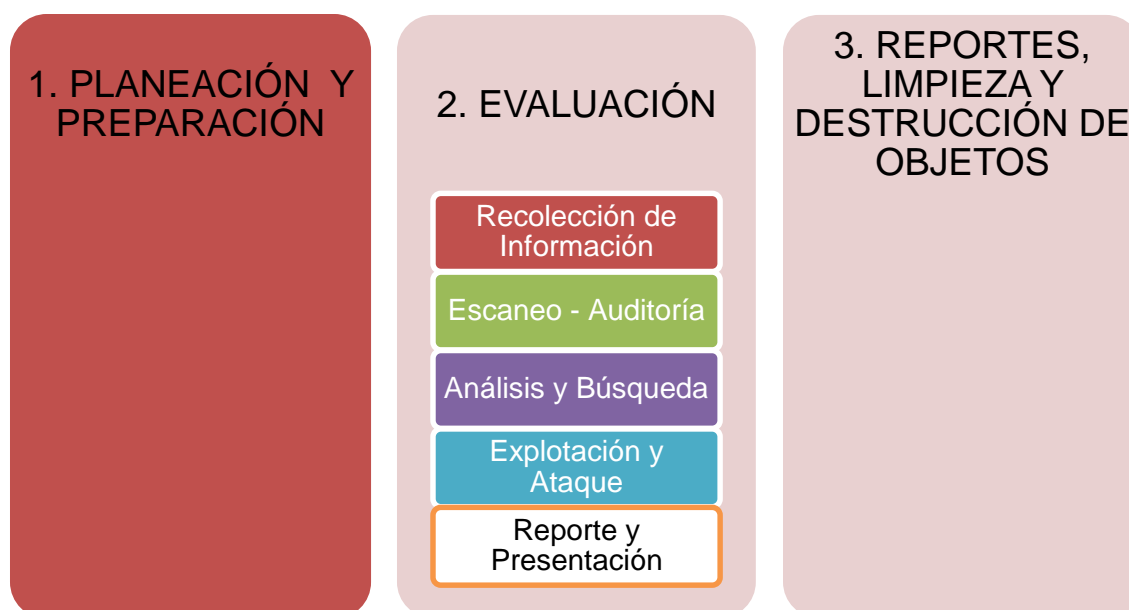 1. PLANEACIÓN Y
PREPARACIÓN
2. EVALUACIÓN
Recolección de
Información
Escaneo - Auditoría
Análisis y Búsqueda
Explotación y
Ataque
Reporte y
Presentación
3. REPORTES,
LIMPIEZA Y
DESTRUCCIÓN DE
OBJETOS